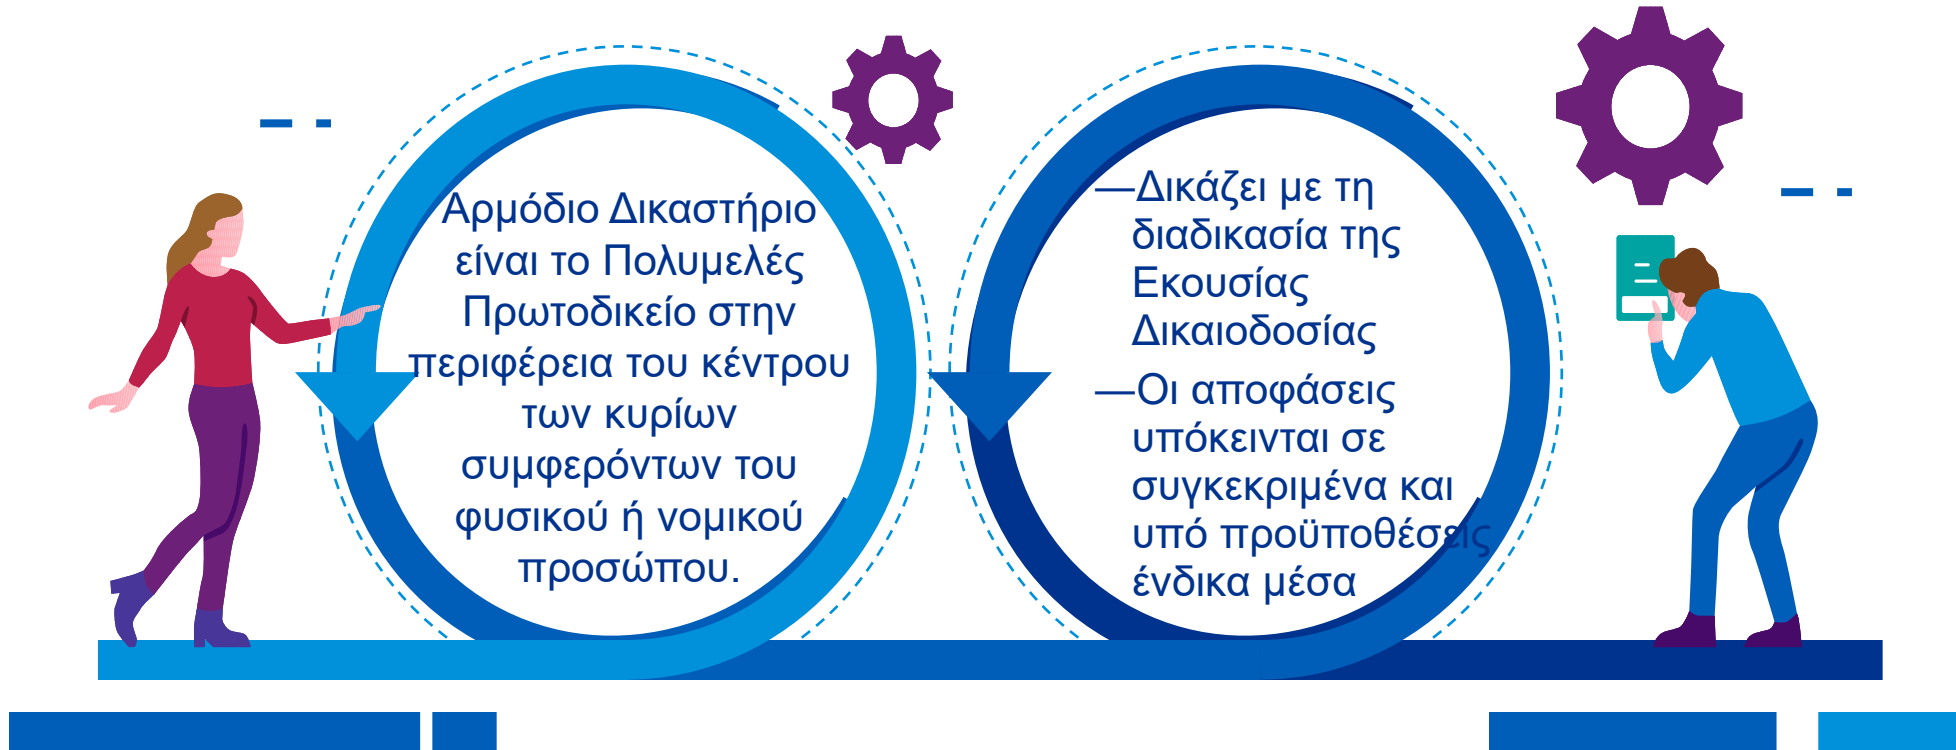 Αρμόδιο Δικαστήριο
είναι το Πολυμελές
Πρωτοδικείο στην
περιφέρεια του κέντρου
των κυρίων
συμφερόντων του
φυσικού ή νομικού
προσώπου.
—Δικάζει με τη
διαδικασία της
Εκουσίας
Δικαιοδοσίας
—Οι αποφάσεις
υπόκεινται σε
συγκεκριμένα και
υπό προϋποθέσεις
ένδικα μέσα